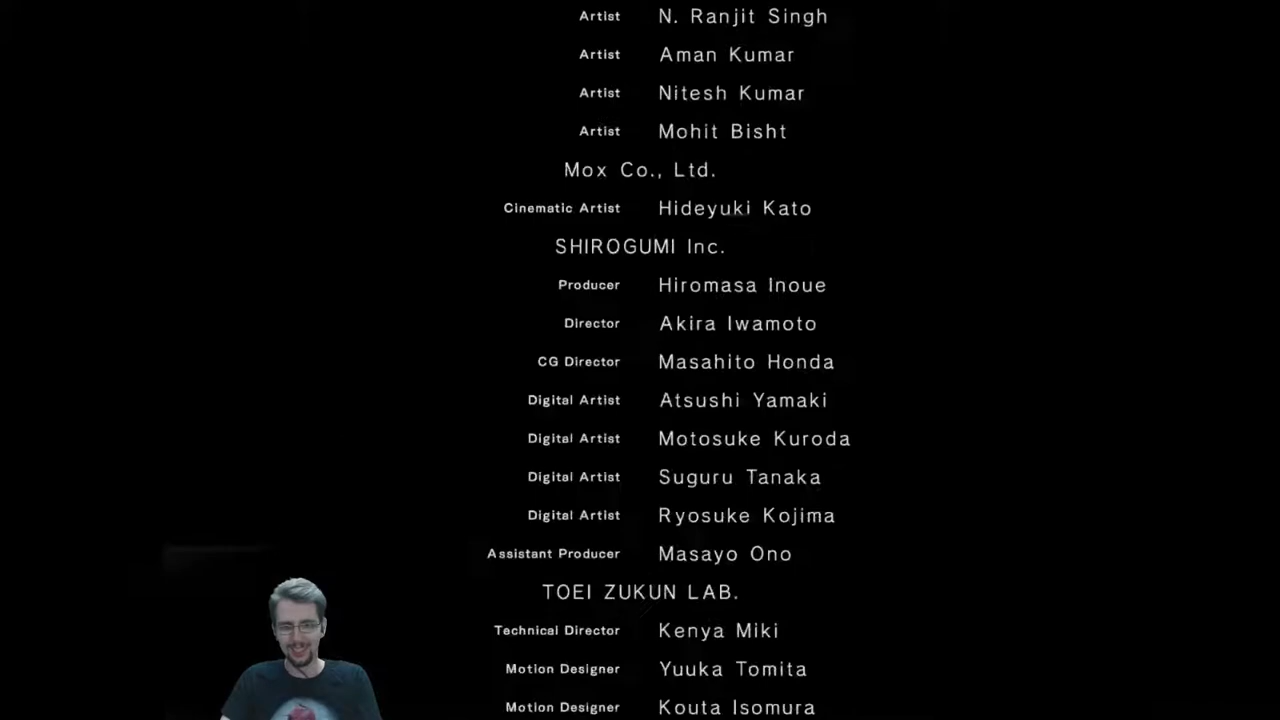 Artist N. Ranjit Singh
Artist Aman Kumar
Artist Nitesh Kumar
Artist Mohit Bisht
Mox Co., Ltd.
Cinematic Artist Hideyuki Kato
SHIROGUMI Inc.
Producer Hiromasa Inoue
Director Akira Iwamoto
CG Director Masahito Honda
Digital Artist Atsushi Yamaki
Digital Artist Motosuke Kuroda
Digital Artist Suguru Tanaka
Digital Artist Ryosuke Kojima
Assistant Producer Masayo Ono
TOEI ZUKUN LAB.
Technical Director Kenya Miki
Motion Designer Yuuka Tomita
Motion Designer Kouta Isomura